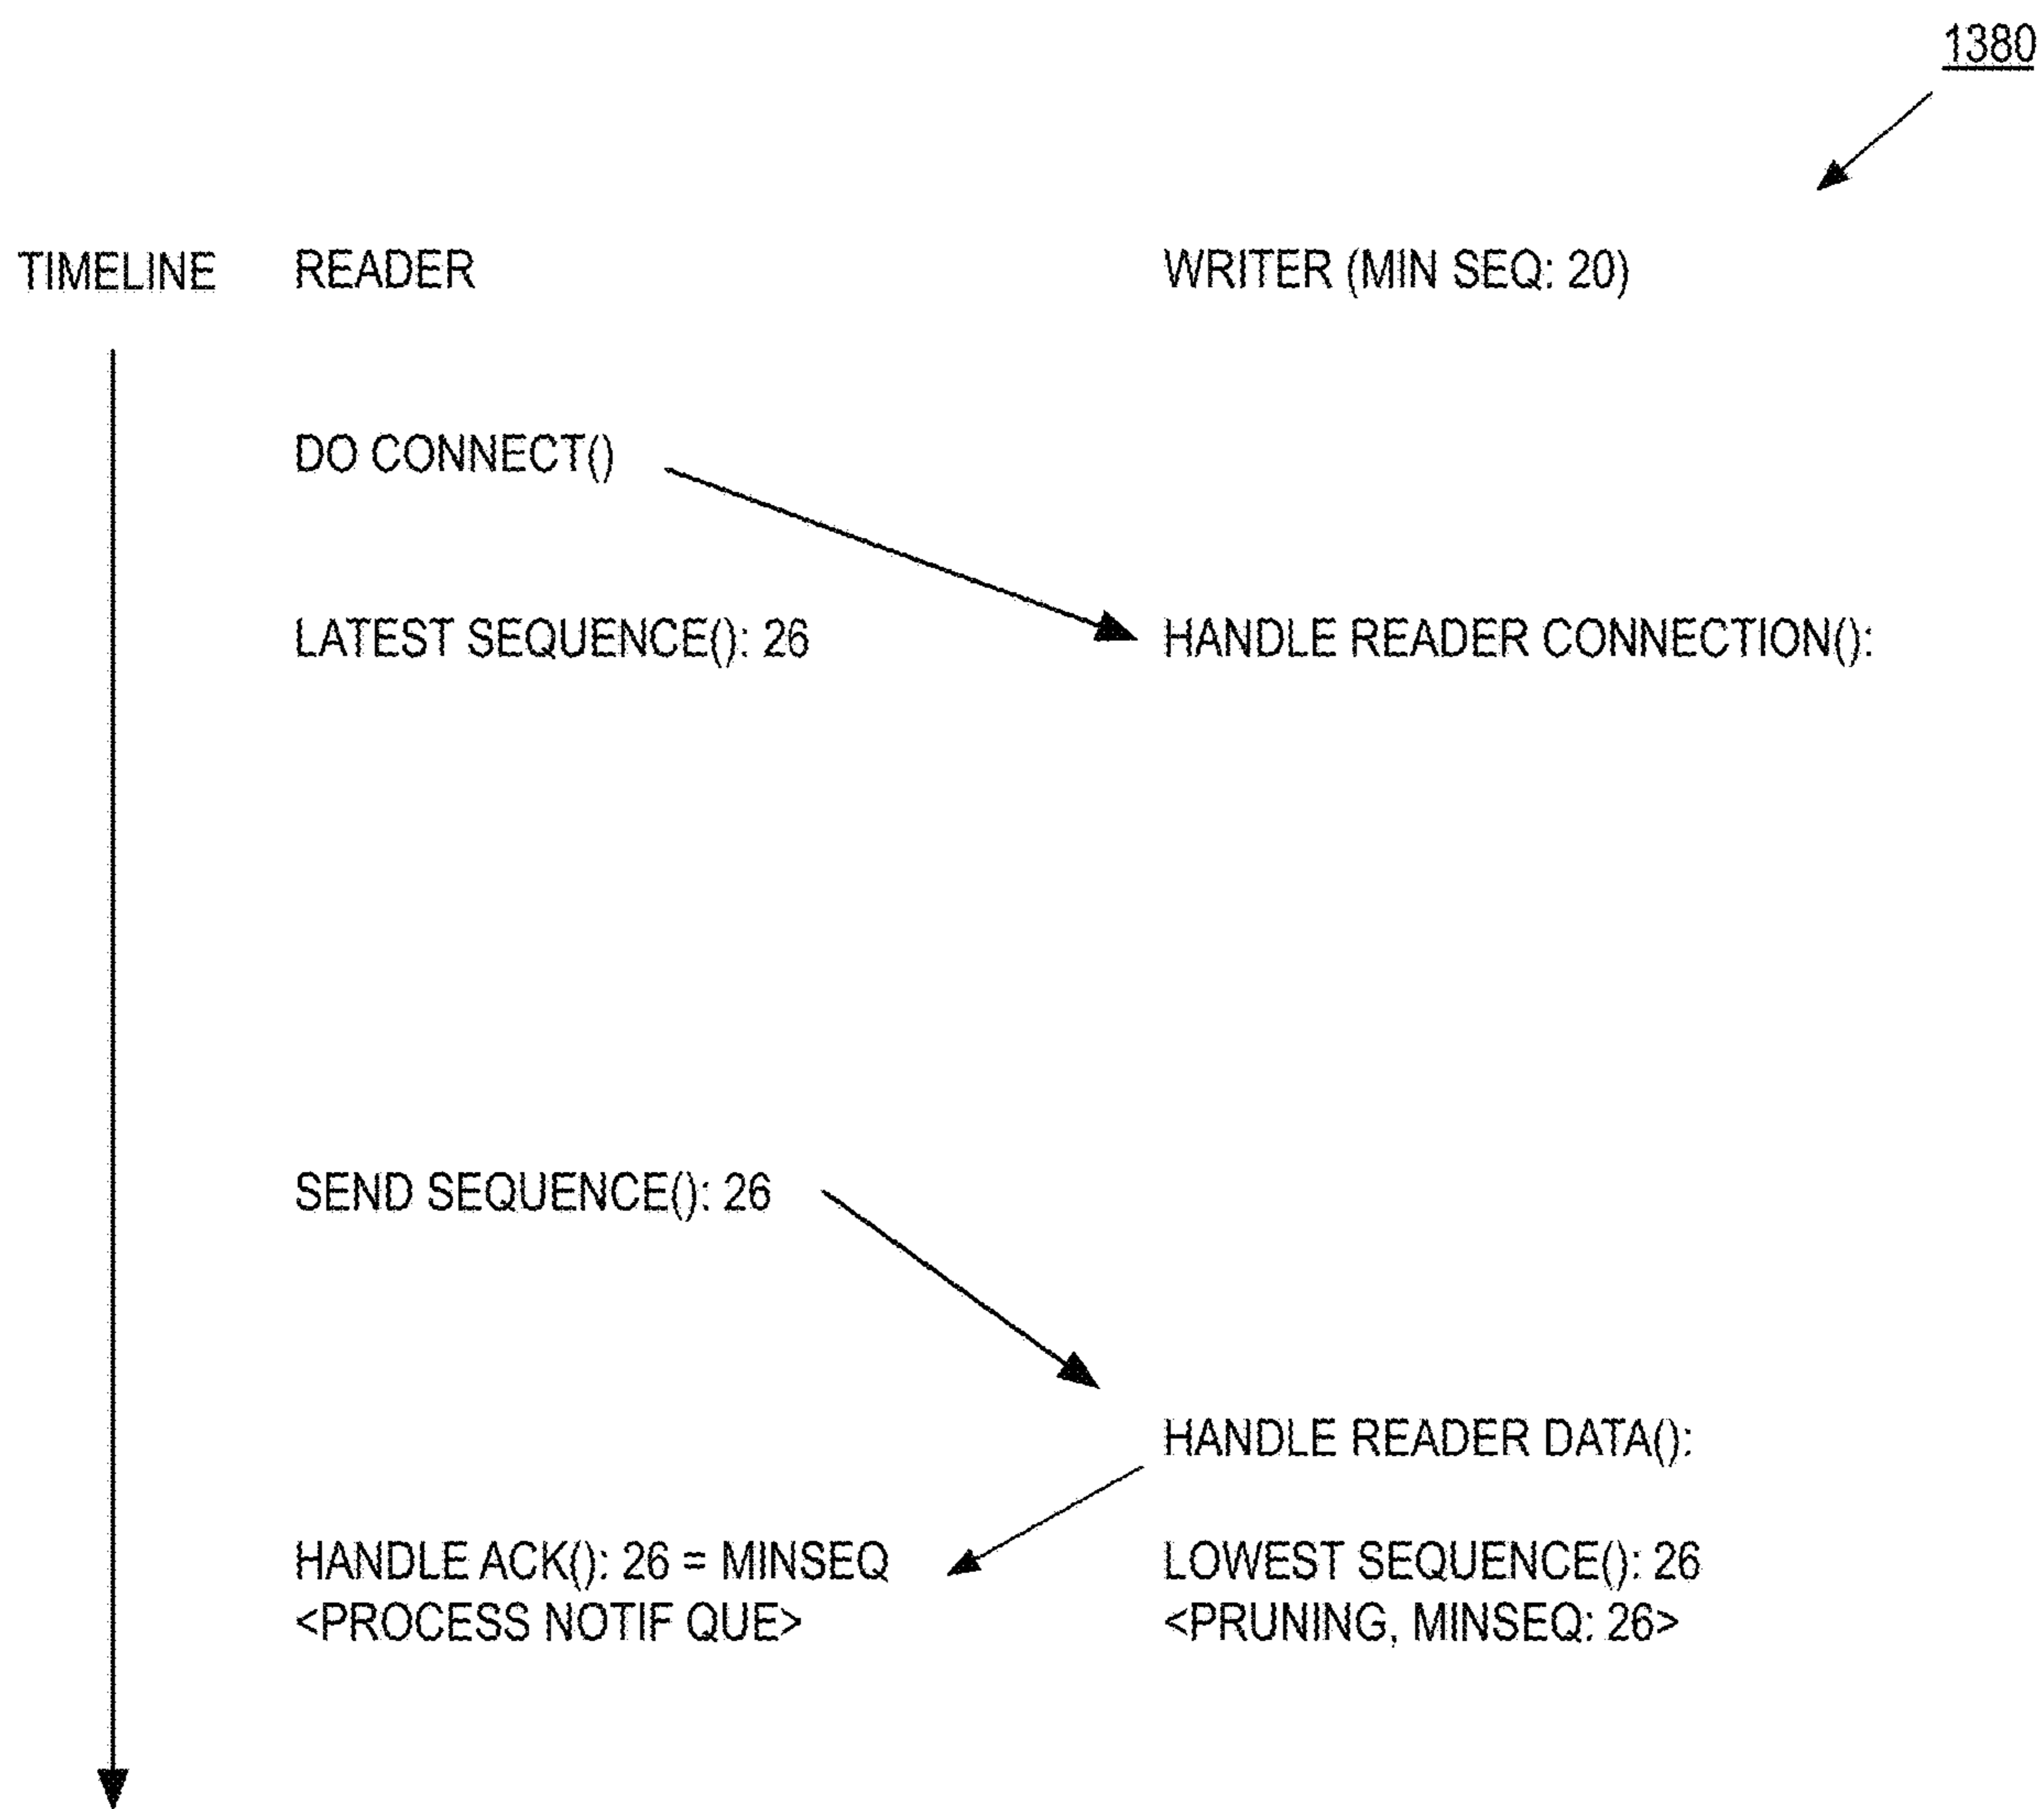 1380
TIMELINE READER WRITER (MIN SEQ: 20)
DO CONNECT()
LATEST SEQUENCE(): 26 HANDLE READER CONNECTION():
SEND SEQUENCE(): 26
HANDLE READER DATA():
HANDLE ACK(): 26 = MINSEQ LOWEST SEQUENCE(): 26
<PROCESS NOTIF QUE> <PRUNING, MINSEQ: 26>